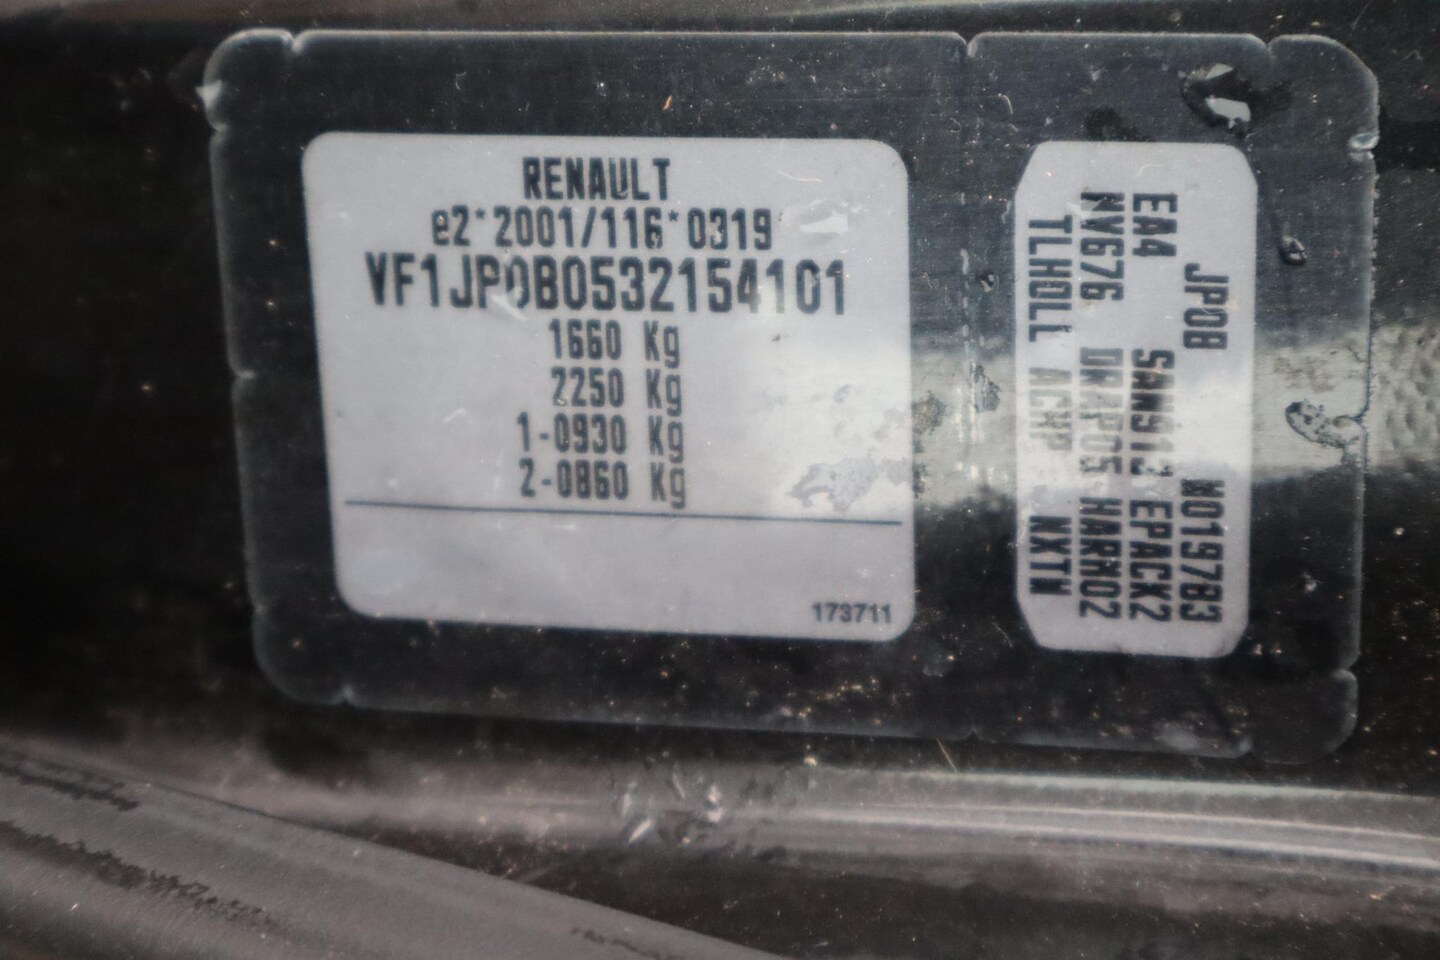 RENAULT
e2*2001/116*0319
VF1JP0B0532154101
1660 Kg
2250 Kg
1-0930 Kg
2-0860 Kg
173711
JP0B M019783
EA4 SAN913 EPACK2
NV676 DRAP05 HARM02
TLHOLL ACHP NXTN